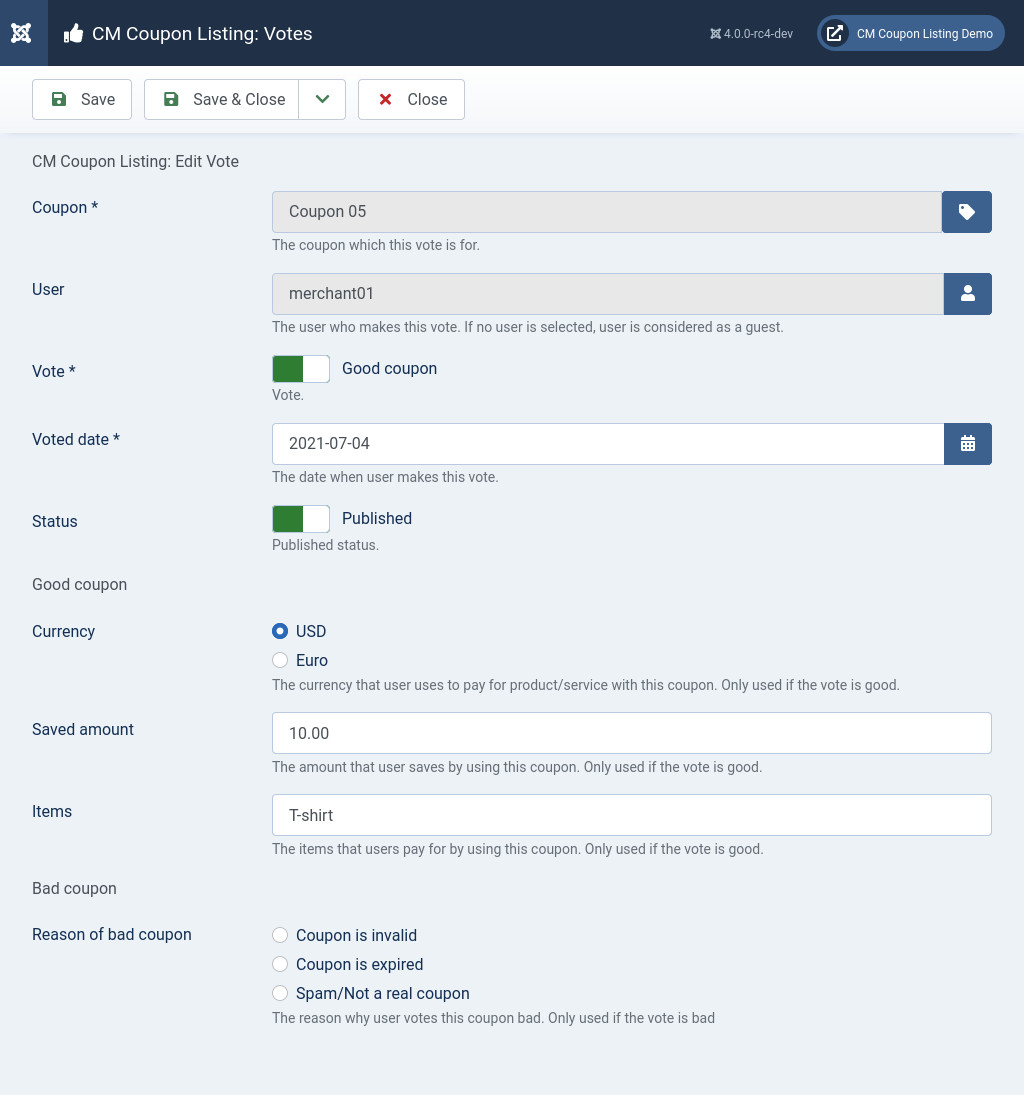 CM Coupon Listing: Votes
4.0.0-rc4-dev
CM Coupon Listing Demo
Save
Save & Close
Close
CM Coupon Listing: Edit Vote
Coupon *
Coupon 05
The coupon which this vote is for.
User
merchant01
The user who makes this vote. If no user is selected, user is considered as a guest.
Vote *
Good coupon
Vote.
Voted date *
2021-07-04
The date when user makes this vote.
Status
Published
Published status.
Good coupon
Currency
USD
Euro
The currency that user uses to pay for product/service with this coupon. Only used if the vote is good.
Saved amount
10.00
The amount that user saves by using this coupon. Only used if the vote is good.
Items
T-shirt
The items that users pay for by using this coupon. Only used if the vote is good.
Bad coupon
Reason of bad coupon
Coupon is invalid
Coupon is expired
Spam/Not a real coupon
The reason why user votes this coupon bad. Only used if the vote is bad